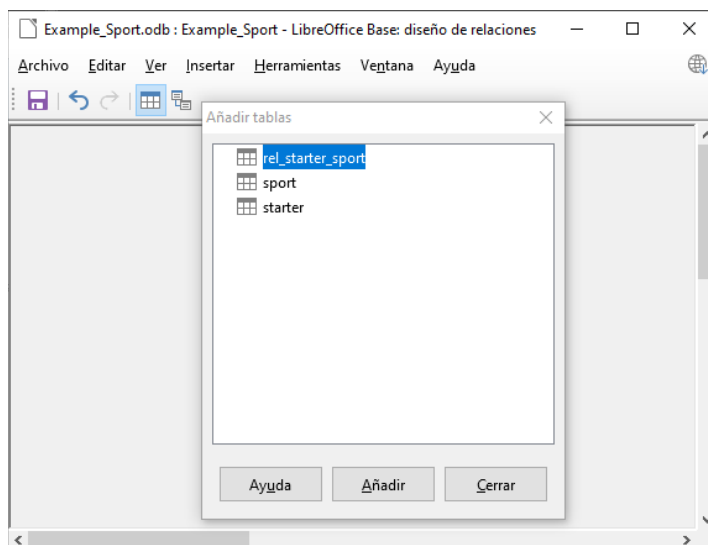 Example_Sport.odb : Example_Sport - LibreOffice Base: diseño de relaciones
Archivo Editar Ver Insertar Herramientas Ventana Ayuda
Añadir tablas
rel_starter_sport
sport
starter
Ayuda Añadir Cerrar